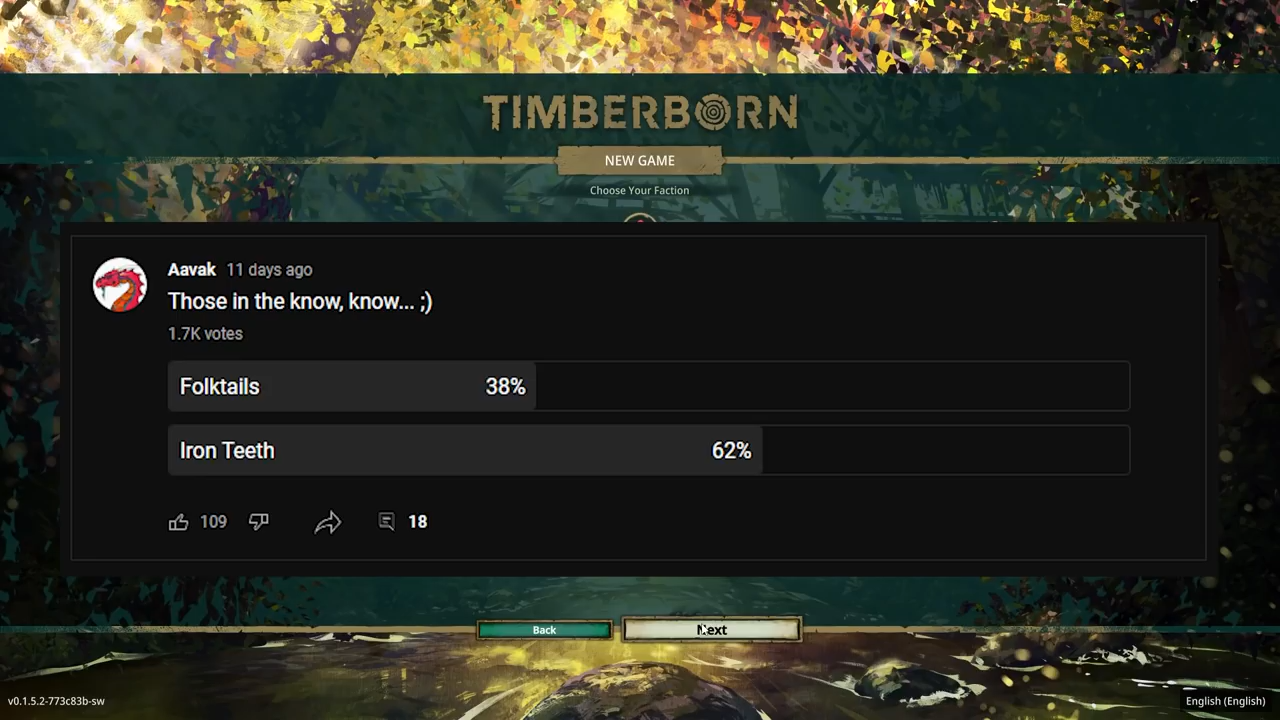 TIMBERBORN
NEW GAME
Choose Your Faction
Aavak 11 days ago
Those in the know, know... ;)
1.7K votes
Folktails 38%
Iron Teeth 62%
109 18
Back Next
v0.1.5.2-773c83b-sw English (English)